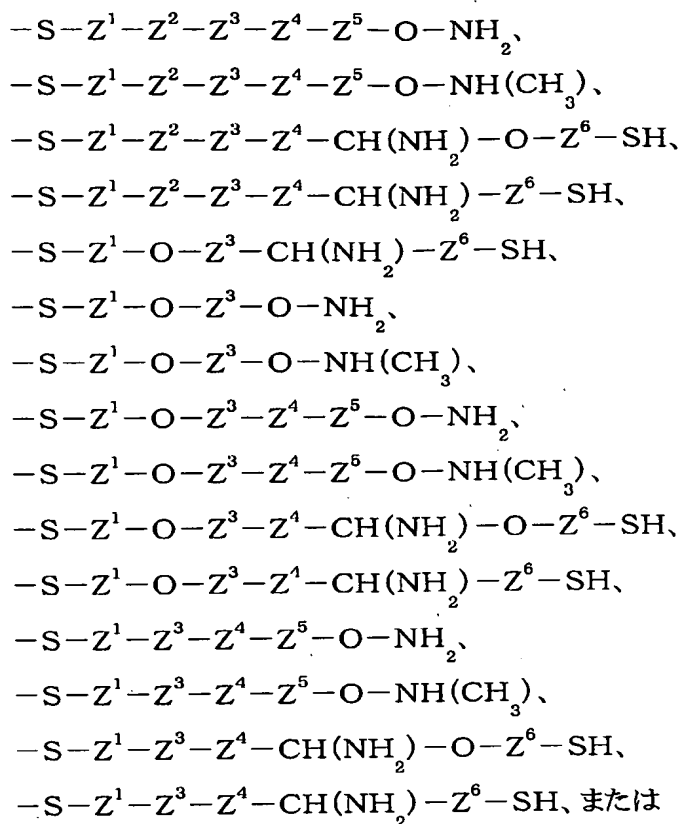 −S−Z¹−Z²−Z³−Z⁴−Z⁵−O−NH₂、
−S−Z¹−Z²−Z³−Z⁴−Z⁵−O−NH(CH₃)、
−S−Z¹−Z²−Z³−Z⁴−CH(NH₂)−O−Z⁶−SH、
−S−Z¹−Z²−Z³−Z⁴−CH(NH₂)−Z⁶−SH、
−S−Z¹−O−Z³−CH(NH₂)−Z⁶−SH、
−S−Z¹−O−Z³−O−NH₂、
−S−Z¹−O−Z³−O−NH(CH₃)、
−S−Z¹−O−Z³−Z⁴−Z⁵−O−NH₂、
−S−Z¹−O−Z³−Z⁴−Z⁵−O−NH(CH₃)、
−S−Z¹−O−Z³−Z⁴−CH(NH₂)−O−Z⁶−SH、
−S−Z¹−O−Z³−Z⁴−CH(NH₂)−Z⁶−SH、
−S−Z¹−Z³−Z⁴−Z⁵−O−NH₂、
−S−Z¹−Z³−Z⁴−Z⁵−O−NH(CH₃)、
−S−Z¹−Z³−Z⁴−CH(NH₂)−O−Z⁶−SH、
−S−Z¹−Z³−Z⁴−CH(NH₂)−Z⁶−SH、または